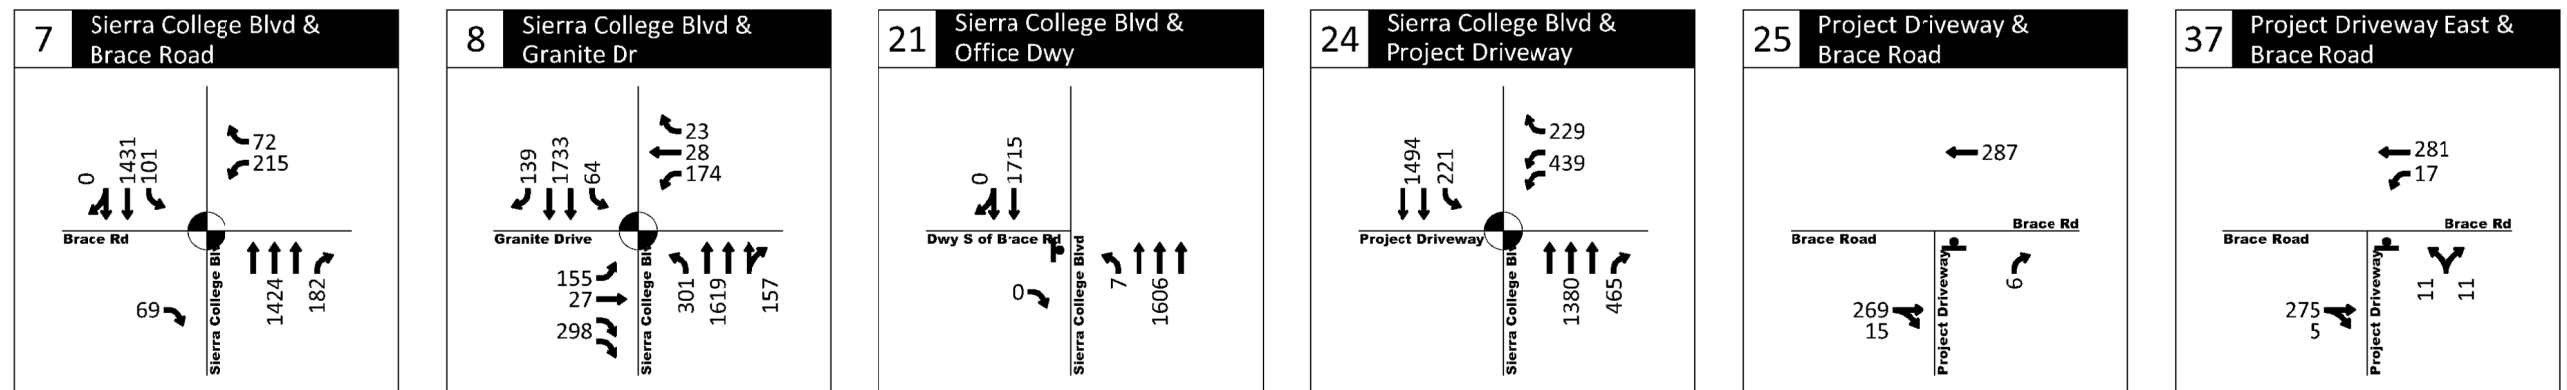 7
Sierra College Blvd &
Brace Road
0
1431
101
72
215
Brace Rd
Sierra College Blv
69
1424
182
8
Sierra College Blvd &
Granite Dr
139
1733
64
23
28
174
Granite Drive
Sierra College Blv
155
27
298
301
1619
157
21
Sierra College Blvd &
Office Dwy
0
1715
Dwy S of Brace Rd
Sierra College Blvd
0
7
1606
24
Sierra College Blvd &
Project Driveway
1494
221
229
439
Project Driveway
Sierra College Blvd
1380
465
25
Project Driveway &
Brace Road
287
Brace Rd
Brace Road
Project Driveway
6
269
15
37
Project Driveway East &
Brace Road
281
17
Brace Rd
Brace Road
Project Driveway
11
11
275
5